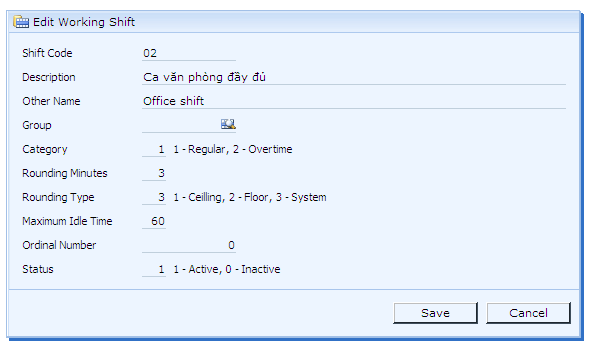 Edit Working Shift
Shift Code 02
Description Ca văn phòng đầy đủ
Other Name Office shift
Group
Category 1 1 - Regular, 2 - Overtime
Rounding Minutes 3
Rounding Type 3 1 - Ceilling, 2 - Floor, 3 - System
Maximum Idle Time 60
Ordinal Number 0
Status 1 1 - Active, 0 - Inactive
Save Cancel